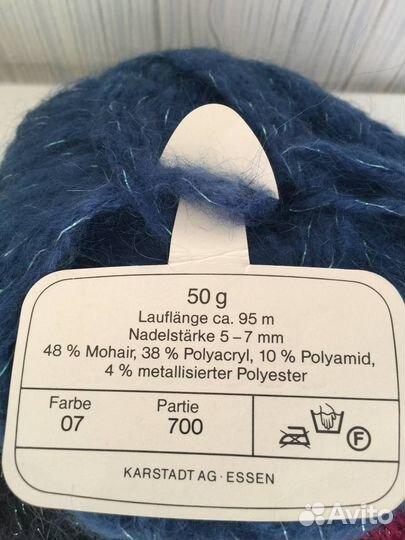 50 g
Lauflänge ca. 95 m
Nadelstärke 5–7 mm
48 % Mohair, 38 % Polyacryl, 10 % Polyamid,
4 % metallisierter Polyester
Farbe Partie
07 700
F
KARSTADT AG · ESSEN
Avito